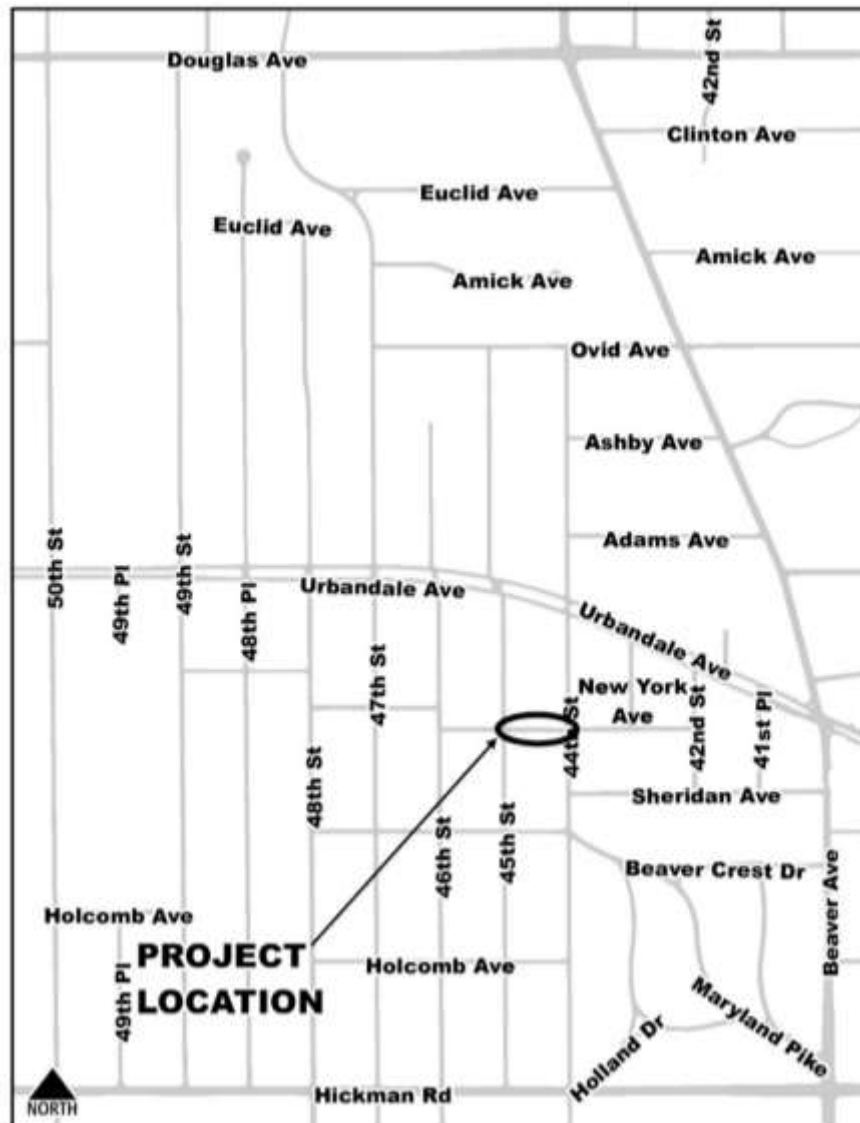 42nd St
Douglas Ave
Clinton Ave
Euclid Ave
Euclid Ave
Amick Ave
Amick Ave
Ovid Ave
Ashby Ave
Adams Ave
50th St
49th Pl
49th St
48th Pl
Urbandale Ave
Urbandale Ave
47th St
New York
Ave
44th St
42nd St
41st Pl
48th St
Sheridan Ave
46th St
45th St
Beaver Crest Dr
Beaver Ave
Holcomb Ave
PROJECT
LOCATION
Holcomb Ave
49th Pl
Maryland Pike
Holland Dr
Hickman Rd
NORTH